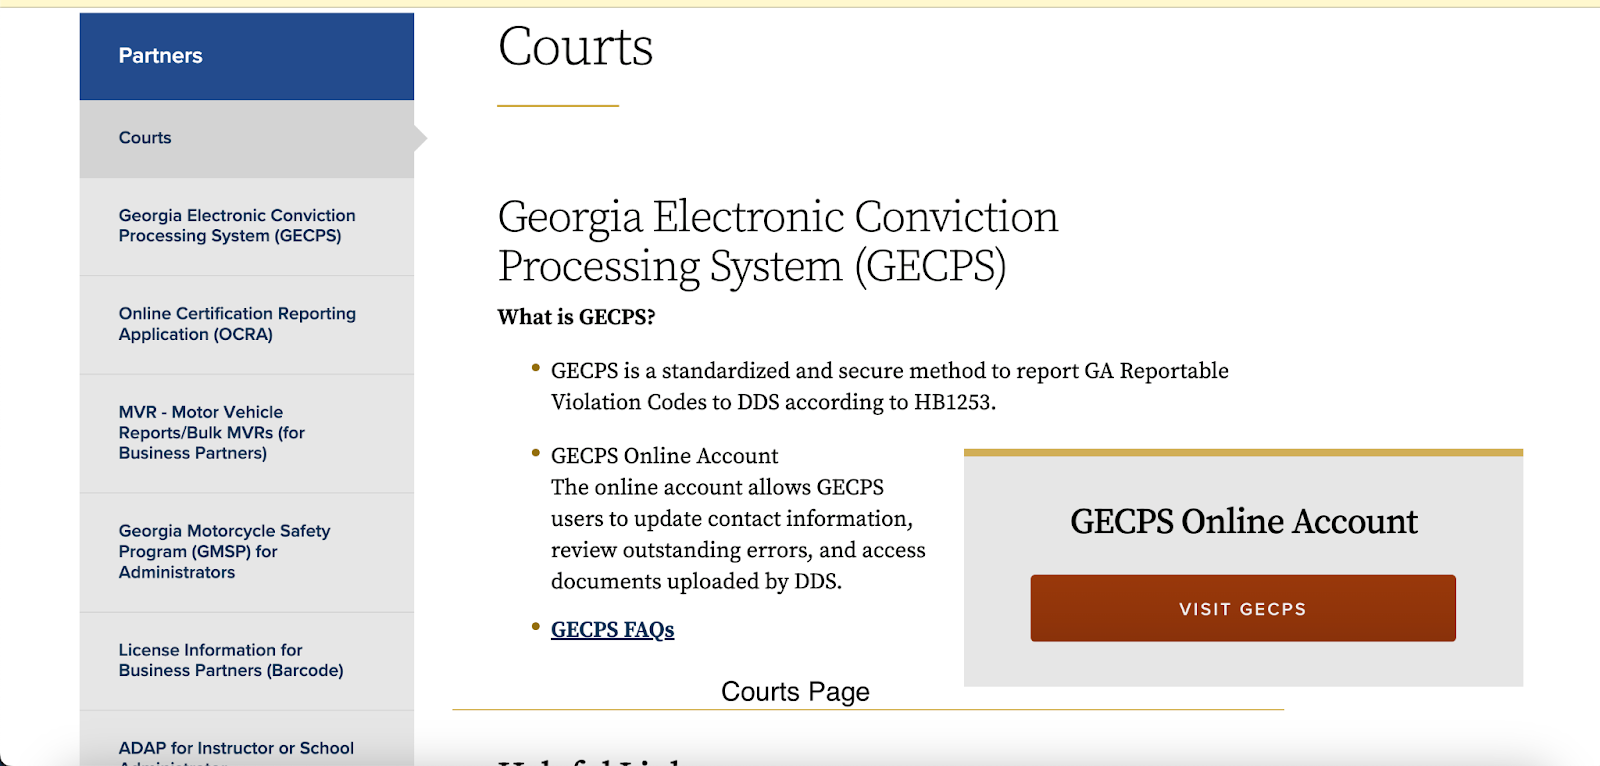 Partners
Courts
Georgia Electronic Conviction
Processing System (GECPS)
Online Certification Reporting
Application (OCRA)
MVR - Motor Vehicle
Reports/Bulk MVRs (for
Business Partners)
Georgia Motorcycle Safety
Program (GMSP) for
Administrators
License Information for
Business Partners (Barcode)
ADAP for Instructor or School
Courts
Georgia Electronic Conviction
Processing System (GECPS)
What is GECPS?
• GECPS is a standardized and secure method to report GA Reportable
Violation Codes to DDS according to HB1253.
• GECPS Online Account
The online account allows GECPS
users to update contact information,
review outstanding errors, and access
documents uploaded by DDS.
• GECPS FAQs
GECPS Online Account
VISIT GECPS
Courts Page